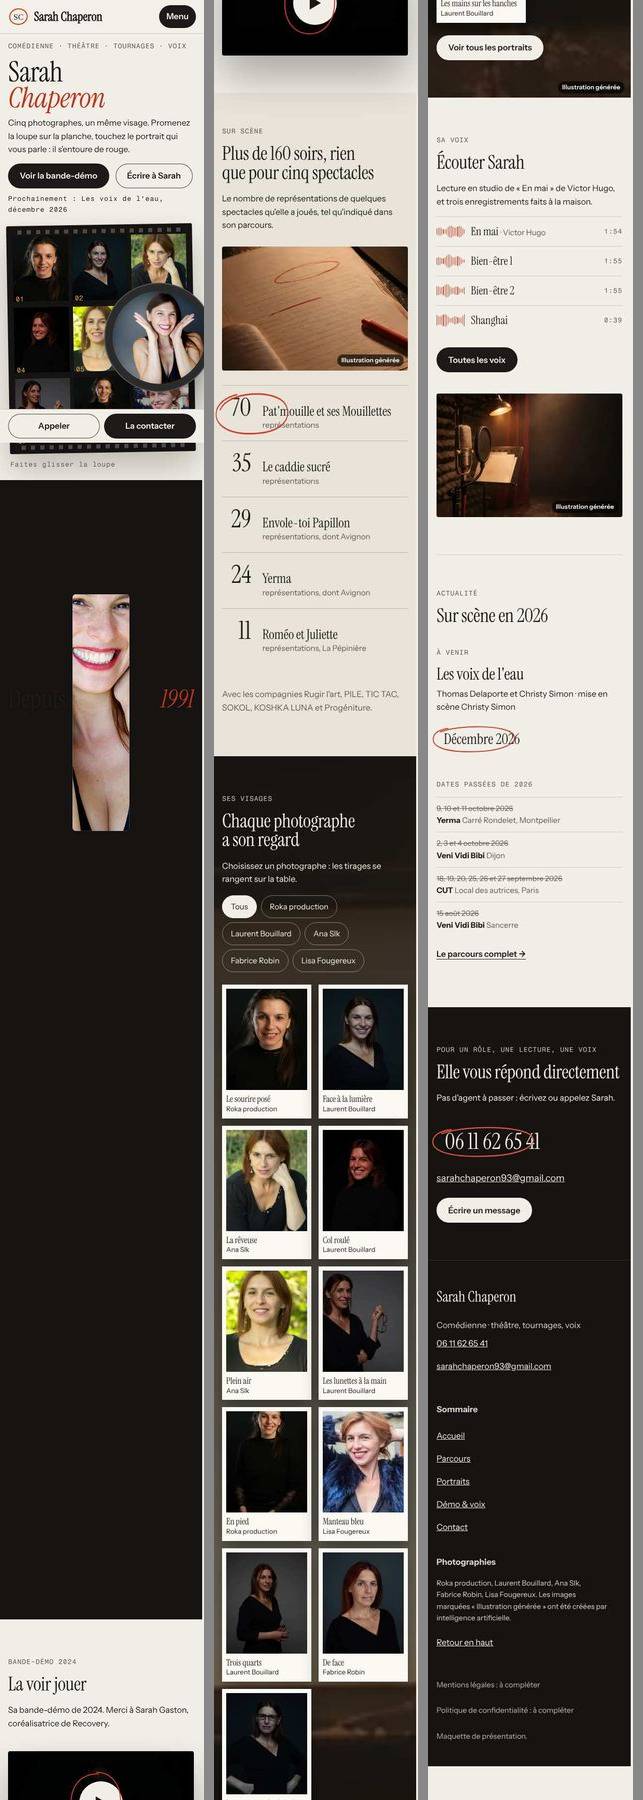 SC Sarah Chaperon
Menu
COMÉDIENNE · THÉÂTRE · TOURNAGES · VOIX
Sarah
Chaperon
Cinq photographes, un même visage. Promenez
la loupe sur la planche, touchez le portrait qui
vous parle : il s'entoure de rouge.
Voir la bande-démo
Écrire à Sarah
Prochainement : Les voix de l'eau,
décembre 2026
01
02
04
05
Appeler
La contacter
Faites glisser la loupe
Depuis
1991
BANDE-DÉMO 2024
La voir jouer
Sa bande-démo de 2024. Merci à Sarah Gaston,
coréalisatrice de Recovery.
SUR SCÈNE
Plus de 160 soirs, rien
que pour cinq spectacles
Le nombre de représentations de quelques
spectacles qu'elle a joués, tel qu'indiqué dans
son parcours.
Illustration générée
70 Pat'mouille et ses Mouillettes
représentations
35 Le caddie sucré
représentations
29 Envole-toi Papillon
représentations, dont Avignon
24 Yerma
représentations, dont Avignon
11 Roméo et Juliette
représentations, La Pépinière
Avec les compagnies Rugir l'art, PILE, TIC TAC,
SOKOL, KOSHKA LUNA et Progéniture.
SES VISAGES
Chaque photographe
a son regard
Choisissez un photographe : les tirages se
rangent sur la table.
Tous
Roka production
Laurent Bouillard
Ana Slk
Fabrice Robin
Lisa Fougereux
Le sourire posé
Roka production
Face à la lumière
Laurent Bouillard
La rêveuse
Ana Slk
Col roulé
Laurent Bouillard
Plein air
Ana Slk
Les lunettes à la main
Laurent Bouillard
En pied
Roka production
Manteau bleu
Lisa Fougereux
Trois quarts
Laurent Bouillard
De face
Fabrice Robin
Les mains sur les hanches
Laurent Bouillard
Voir tous les portraits
Illustration générée
SA VOIX
Écouter Sarah
Lecture en studio de « En mai » de Victor Hugo,
et trois enregistrements faits à la maison.
En mai · Victor Hugo 1:54
Bien-être 1 1:55
Bien-être 2 1:55
Shanghai 0:39
Toutes les voix
Illustration générée
ACTUALITÉ
Sur scène en 2026
À VENIR
Les voix de l'eau
Thomas Delaporte et Christy Simon · mise en
scène Christy Simon
Décembre 2026
DATES PASSÉES DE 2026
9, 10 et 11 octobre 2026
Yerma Carré Rondelet, Montpellier
2, 3 et 4 octobre 2026
Veni Vidi Bibi Dijon
18, 19, 20, 25, 26 et 27 septembre 2026
CUT Local des autrices, Paris
15 août 2026
Veni Vidi Bibi Sancerre
Le parcours complet →
POUR UN RÔLE, UNE LECTURE, UNE VOIX
Elle vous répond directement
Pas d'agent à passer : écrivez ou appelez Sarah.
06 11 62 65 41
sarahchaperon93@gmail.com
Écrire un message
Sarah Chaperon
Comédienne · théâtre, tournages, voix
06 11 62 65 41
sarahchaperon93@gmail.com
Sommaire
Accueil
Parcours
Portraits
Démo & voix
Contact
Photographies
Roka production, Laurent Bouillard, Ana Slk,
Fabrice Robin, Lisa Fougereux. Les images
marquées « Illustration générée » ont été créées par
intelligence artificielle.
Retour en haut
Mentions légales : à compléter
Politique de confidentialité : à compléter
Maquette de présentation.